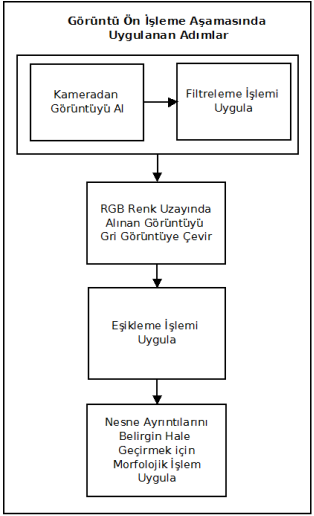 Görüntü Ön İşleme Aşamasında
Uygulanan Adımlar
Kameradan
Görüntüyü Al
Filtreleme İşlemi
Uygula
RGB Renk Uzayında
Alınan Görüntüyü
Gri Görüntüye Çevir
Eşikleme İşlemi
Uygula
Nesne Ayrıntılarını
Belirgin Hale
Geçirmek için
Morfolojik İşlem
Uygula